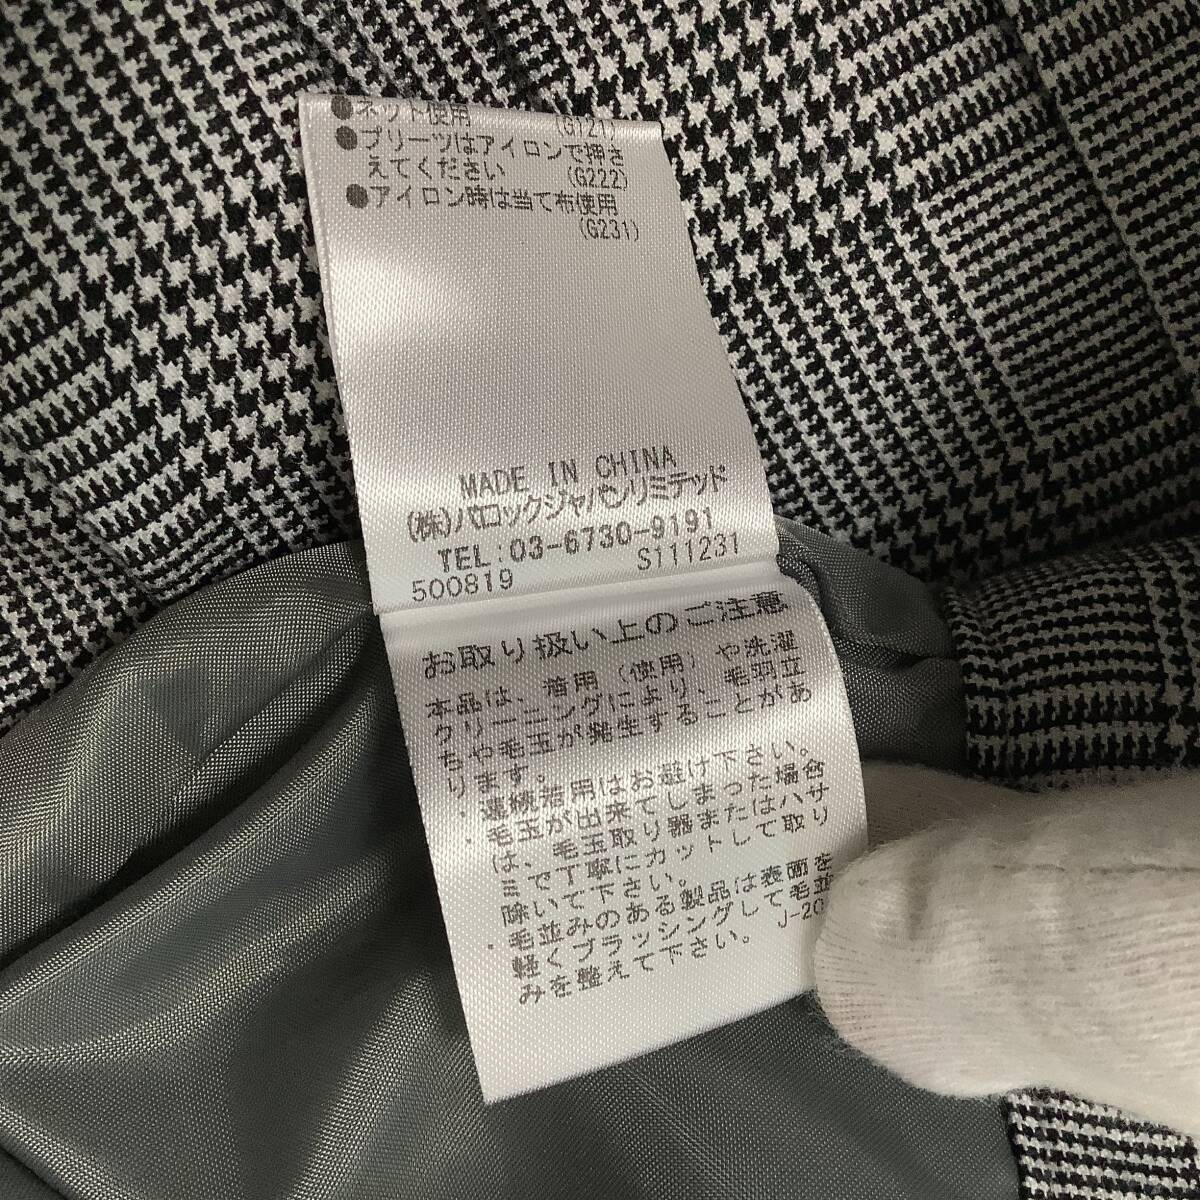 ●ネット使用
(G121)
●プリーツはアイロンで押さ
えてください
(G222)
●アイロン時は当て布使用
(G231)
MADE IN CHINA
(株)バロックジャパンリミテッド
TEL:03-6730-9191
500819 S111231
お取り扱い上のご注意
本品は、着用(使用)や洗濯
クリーニングにより、毛羽立
ちや毛玉が発生することがあ
ります。
・連続着用はお避け下さい。
・毛玉が出来てしまった場合
は、毛玉取り器またはハサ
ミで丁寧にカットして取り
除いて下さい。
・毛並みのある製品は表面を
軽くブラッシングして毛並
みを整えて下さい。 J-20